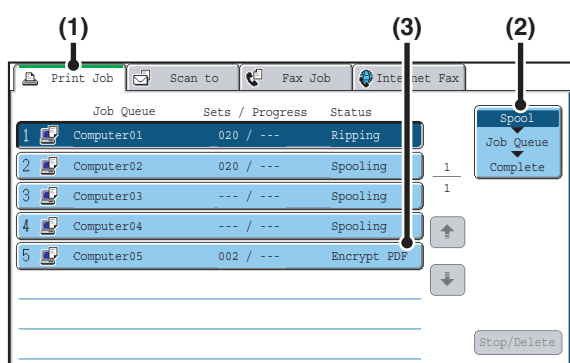 (1) (3) (2)
Print Job Scan to Fax Job Internet Fax
Job Queue Sets / Progress Status
1 Computer01 020 / --- Ripping
2 Computer02 020 / --- Spooling
3 Computer03 --- / --- Spooling
4 Computer04 --- / --- Spooling
5 Computer05 002 / --- Encrypt PDF
1
1
Spool
Job Queue
Complete
Stop/Delete